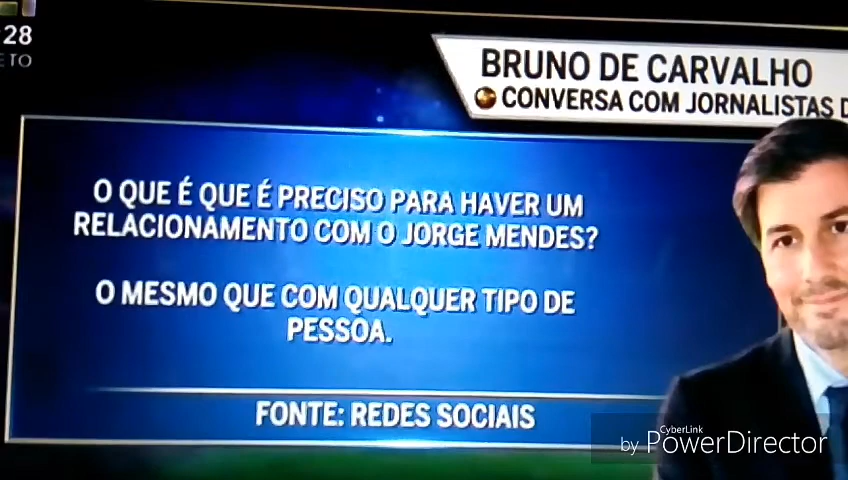 :28
ETO
BRUNO DE CARVALHO
CONVERSA COM JORNALISTAS D
O QUE É QUE É PRECISO PARA HAVER UM
RELACIONAMENTO COM O JORGE MENDES?
O MESMO QUE COM QUALQUER TIPO DE
PESSOA.
FONTE: REDES SOCIAIS
CyberLink
by PowerDirector